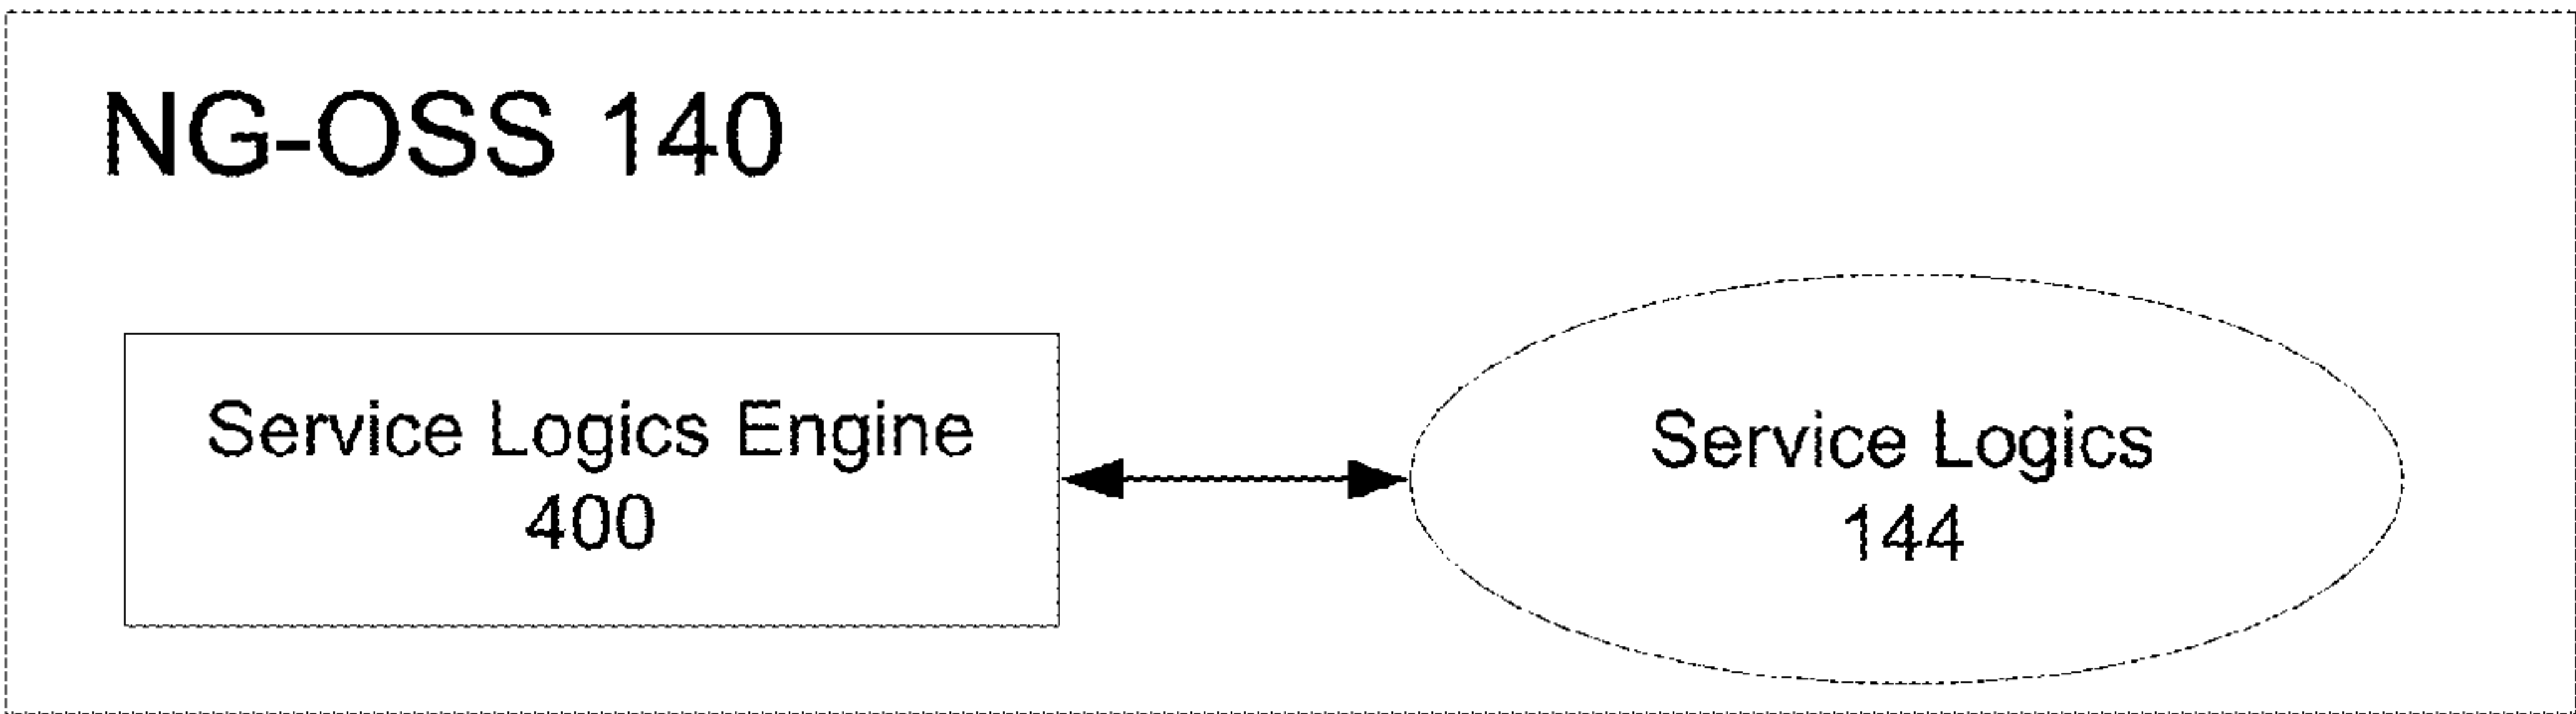 NG-OSS 140
Service Logics Engine
400
Service Logics
144